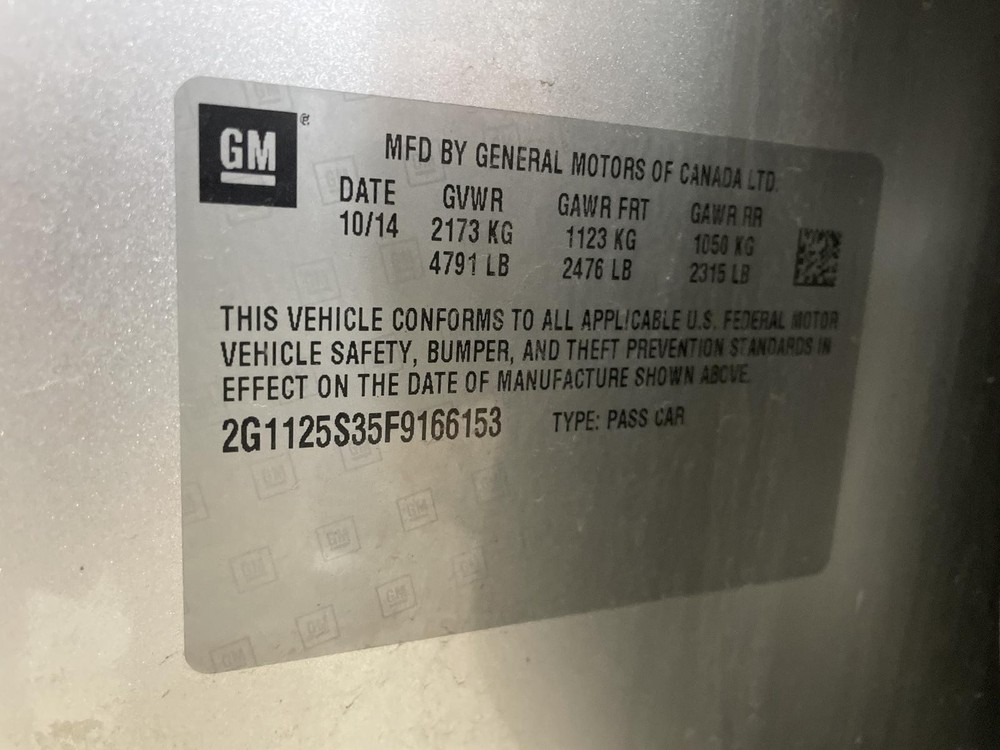 GM®
MFD BY GENERAL MOTORS OF CANADA LTD.
DATE GVWR GAWR FRT GAWR RR
10/14 2173 KG 1123 KG 1050 KG
4791 LB 2476 LB 2315 LB
THIS VEHICLE CONFORMS TO ALL APPLICABLE U.S. FEDERAL MOTOR
VEHICLE SAFETY, BUMPER, AND THEFT PREVENTION STANDARDS IN
EFFECT ON THE DATE OF MANUFACTURE SHOWN ABOVE.
2G1125S35F9166153 TYPE: PASS CAR